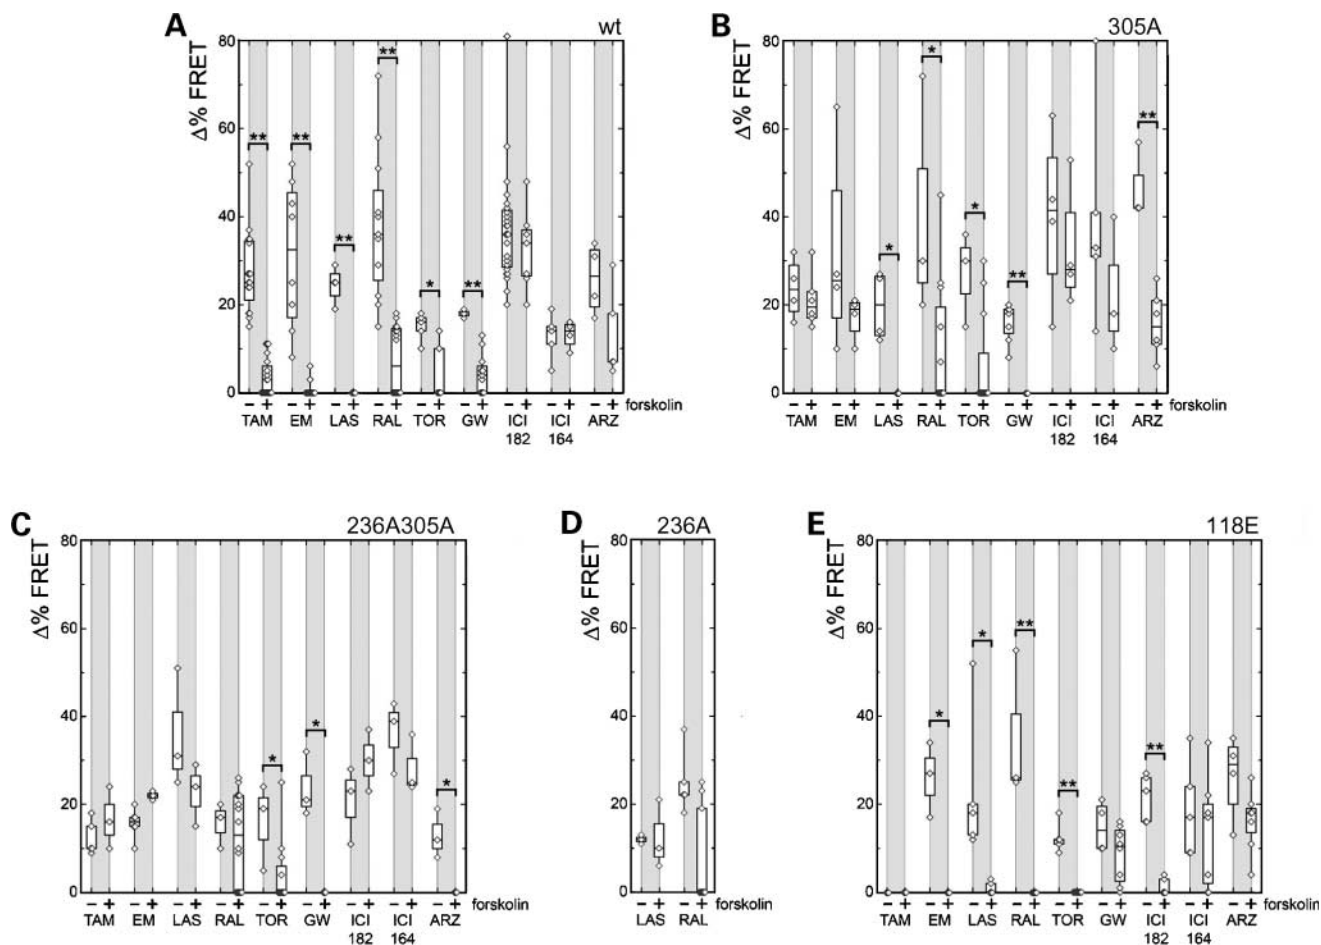 A wt
Δ% FRET
80
60
40
20
0
** ** ** ** * **
− + − + − + − + − + − + − + − + − + forskolin
TAM EM LAS RAL TOR GW ICI 182 ICI 164 ARZ
B 305A
Δ% FRET
80
60
40
20
0
* * * ** **
− + − + − + − + − + − + − + − + − + forskolin
TAM EM LAS RAL TOR GW ICI 182 ICI 164 ARZ
C 236A305A
Δ% FRET
80
60
40
20
0
* * *
− + − + − + − + − + − + − + − + − + forskolin
TAM EM LAS RAL TOR GW ICI 182 ICI 164 ARZ
D 236A
Δ% FRET
80
60
40
20
0
− + − +
LAS RAL
E 118E
Δ% FRET
80
60
40
20
0
* * ** ** **
− + − + − + − + − + − + − + − + − + forskolin
TAM EM LAS RAL TOR GW ICI 182 ICI 164 ARZ